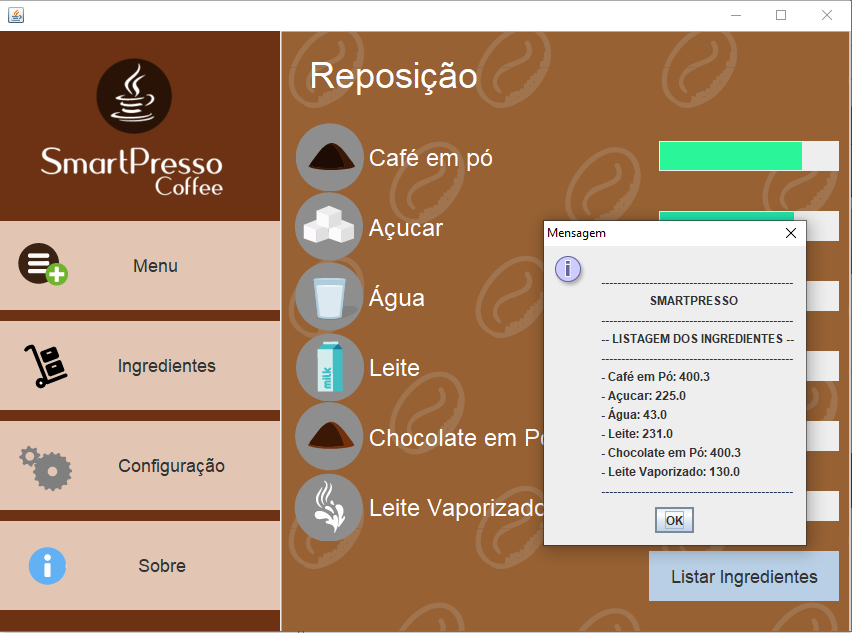 SmartPresso
Coffee
Menu
Ingredientes
Configuração
Sobre
Reposição
Café em pó
Açucar
Água
Leite
milk
Chocolate em Pó
Leite Vaporizado
Listar Ingredientes
Mensagem
------------------------------------------------
SMARTPRESSO
------------------------------------------------
-- LISTAGEM DOS INGREDIENTES --
------------------------------------------------
- Café em Pó: 400.3
- Açucar: 225.0
- Água: 43.0
- Leite: 231.0
- Chocolate em Pó: 400.3
- Leite Vaporizado: 130.0
------------------------------------------------
OK